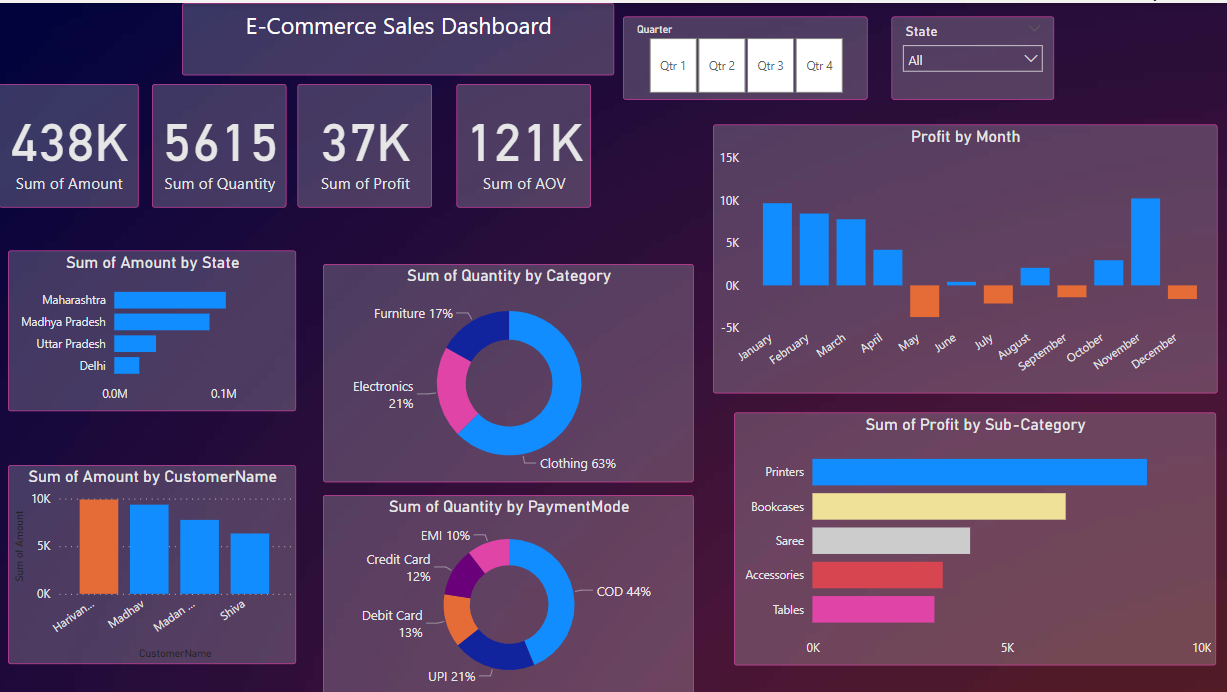 E-Commerce Sales Dashboard
Quarter
Qtr 1
Qtr 2
Qtr 3
Qtr 4
State
All
438K
Sum of Amount
5615
Sum of Quantity
37K
Sum of Profit
121K
Sum of AOV
Profit by Month
15K
10K
5K
0K
-5K
January
February
March
April
May
June
July
August
September
October
November
December
Sum of Amount by State
Maharashtra
Madhya Pradesh
Uttar Pradesh
Delhi
0.0M
0.1M
Sum of Quantity by Category
Furniture 17%
Electronics
21%
Clothing 63%
Sum of Profit by Sub-Category
Printers
Bookcases
Saree
Accessories
Tables
0K
5K
10K
Sum of Amount by CustomerName
Sum of Amount
10K
5K
0K
Harivan...
Madhav
Madan ...
Shiva
CustomerName
Sum of Quantity by PaymentMode
EMI 10%
Credit Card
12%
Debit Card
13%
UPI 21%
COD 44%